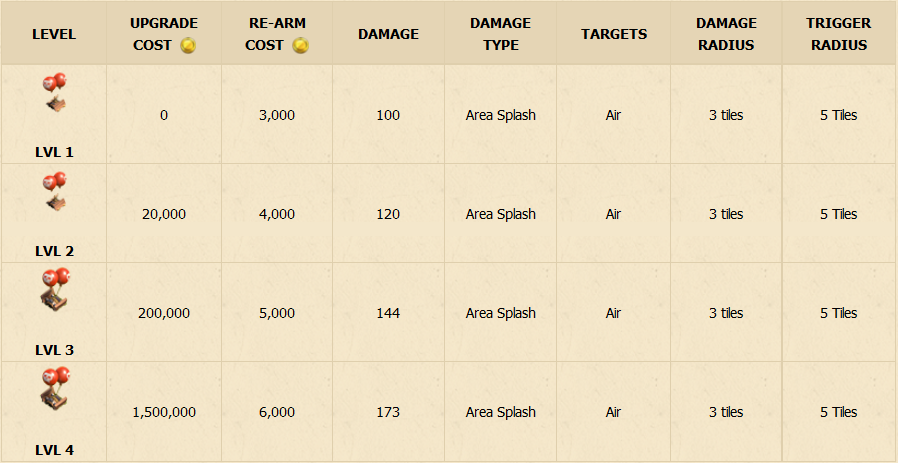 LEVEL UPGRADE COST RE-ARM COST DAMAGE DAMAGE TYPE TARGETS DAMAGE RADIUS TRIGGER RADIUS
LVL 1 0 3,000 100 Area Splash Air 3 tiles 5 Tiles
LVL 2 20,000 4,000 120 Area Splash Air 3 tiles 5 Tiles
LVL 3 200,000 5,000 144 Area Splash Air 3 tiles 5 Tiles
LVL 4 1,500,000 6,000 173 Area Splash Air 3 tiles 5 Tiles